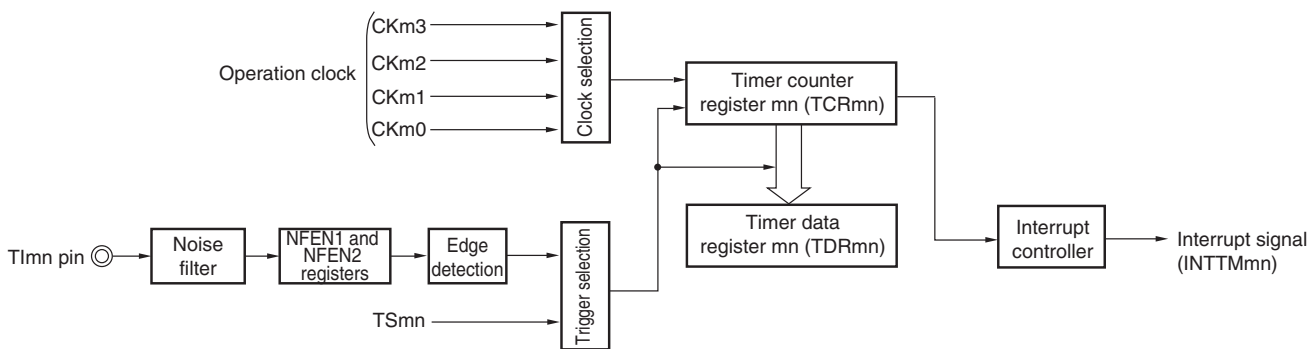 Operation clock
CKm3
CKm2
CKm1
CKm0
Clock selection
Timer counter
register mn (TCRmn)
Timer data
register mn (TDRmn)
TImn pin
Noise
filter
NFEN1 and
NFEN2
registers
Edge
detection
TSmn
Trigger selection
Interrupt
controller
Interrupt signal
(INTTMmn)